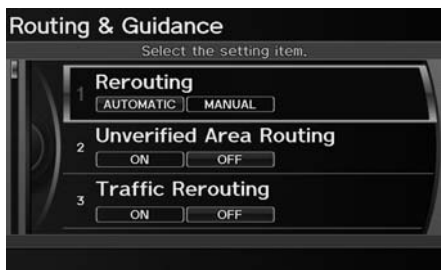 Routing & Guidance
Select the setting item.
1 Rerouting
AUTOMATIC MANUAL
2 Unverified Area Routing
ON OFF
3 Traffic Rerouting
ON OFF